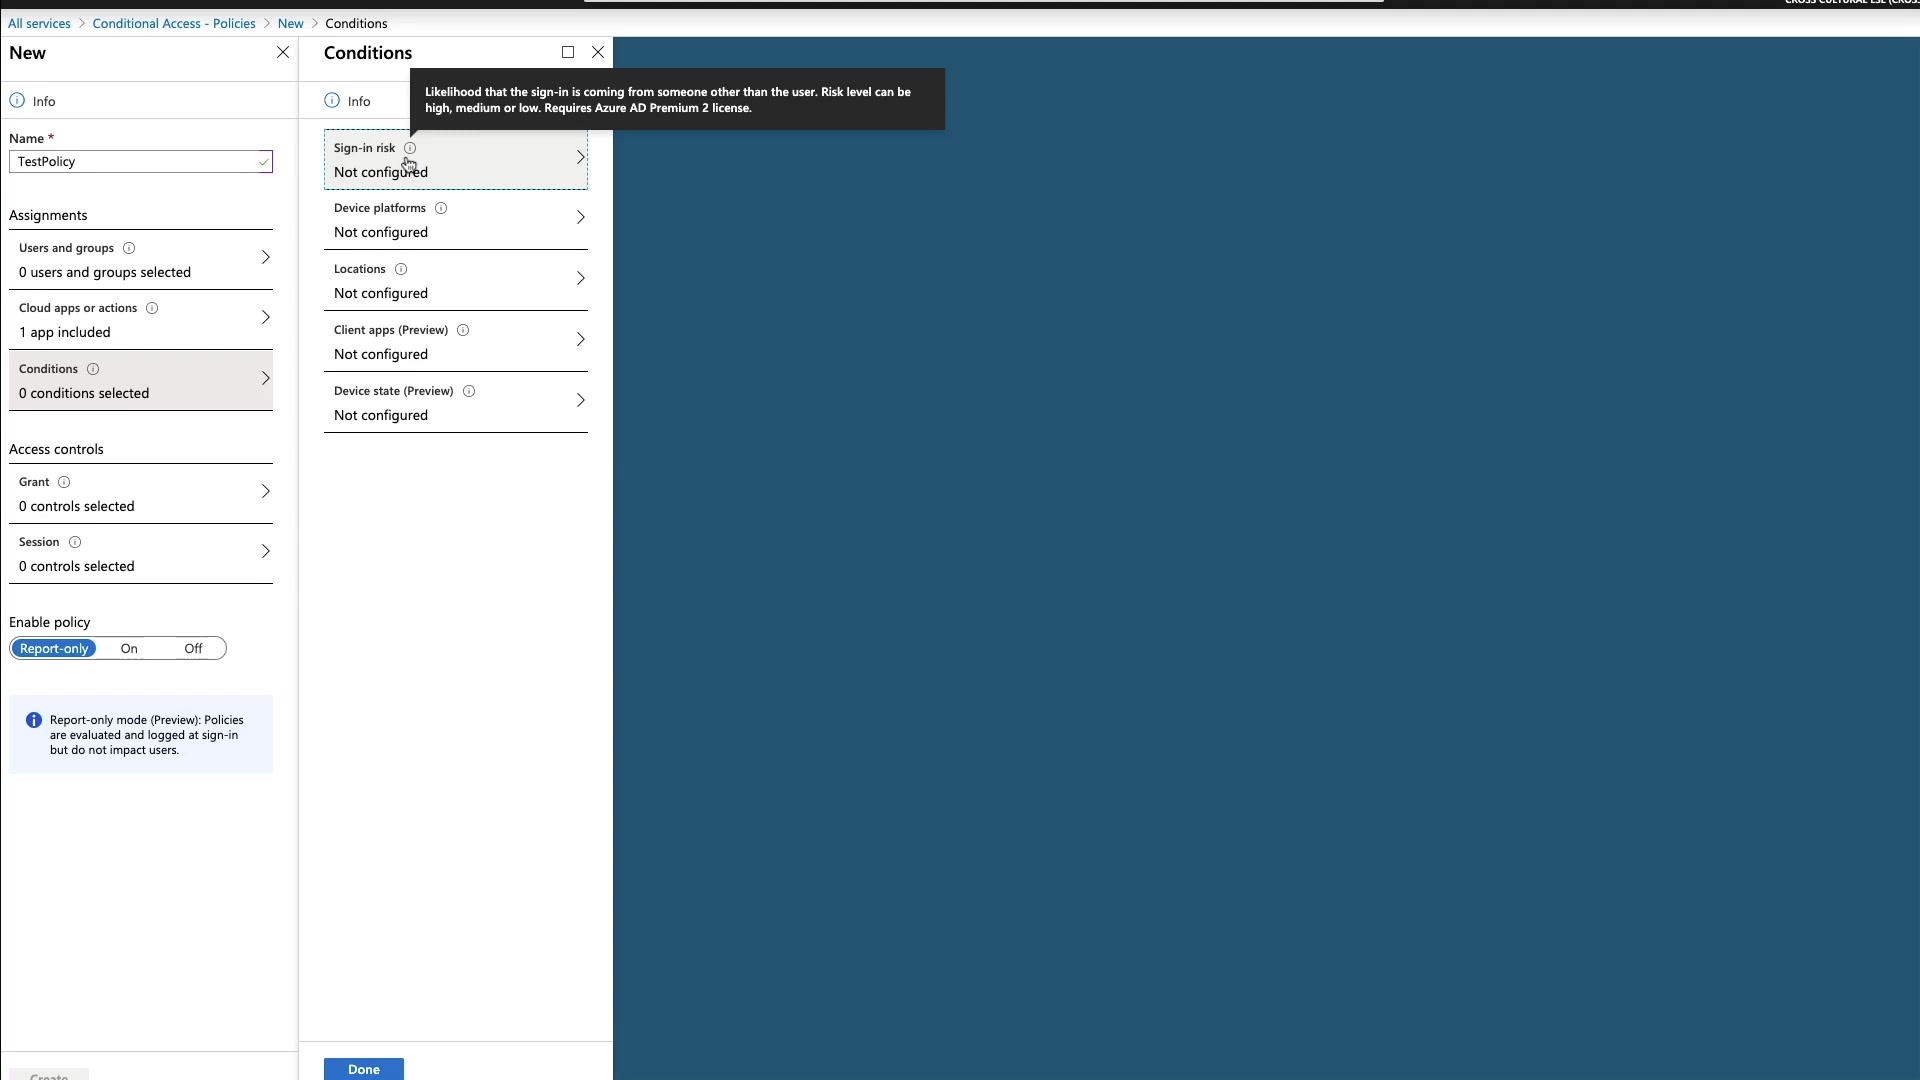 All services > Conditional Access - Policies > New > Conditions
New
Info
Name *
TestPolicy
Assignments
Users and groups
0 users and groups selected
Cloud apps or actions
1 app included
Conditions
0 conditions selected
Access controls
Grant
0 controls selected
Session
0 controls selected
Enable policy
Report-only On Off
Report-only mode (Preview): Policies
are evaluated and logged at sign-in
but do not impact users.
Conditions
Info
Likelihood that the sign-in is coming from someone other than the user. Risk level can be
high, medium or low. Requires Azure AD Premium 2 license.
Sign-in risk
Not configured
Device platforms
Not configured
Locations
Not configured
Client apps (Preview)
Not configured
Device state (Preview)
Not configured
Done
Create